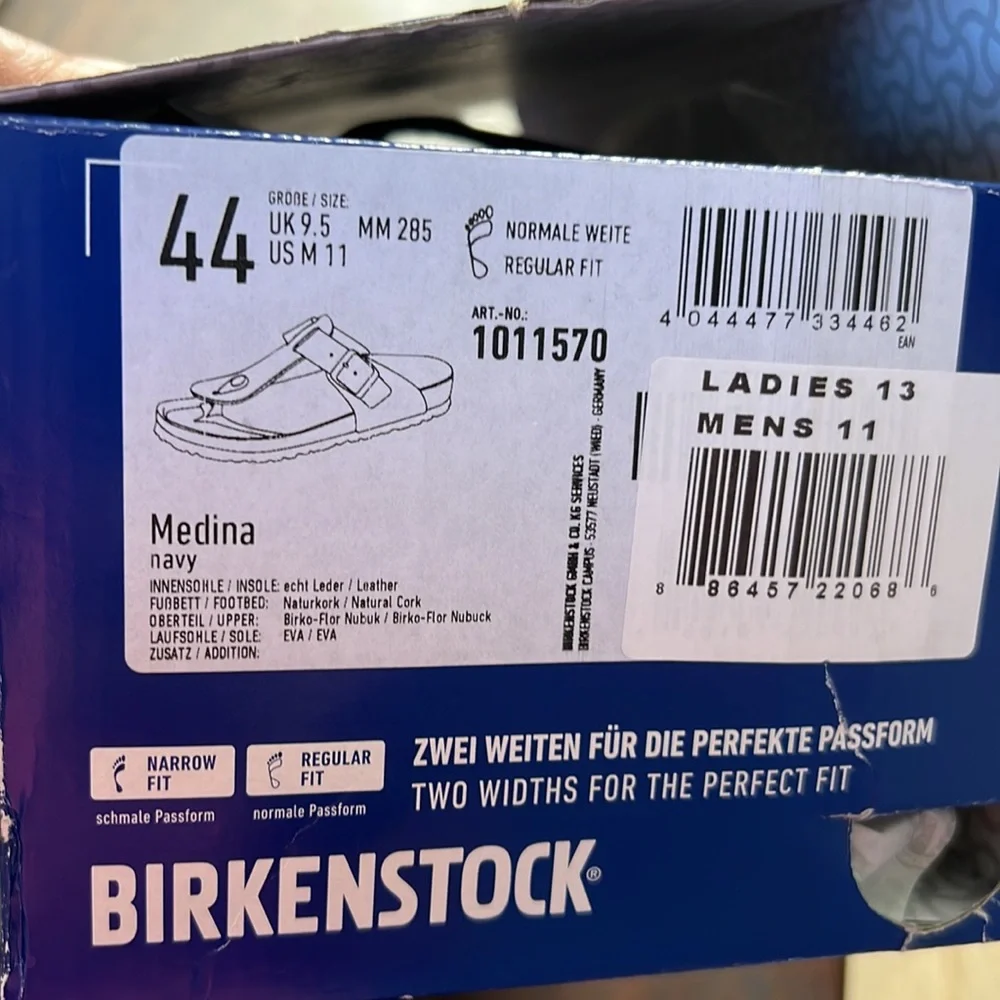 44
GRÖßE / SIZE:
UK 9.5 MM 285
US M 11
NORMALE WEITE
REGULAR FIT
ART.-NO.:
1011570
4 044477 334462
EAN
LADIES 13
MENS 11
8 86457 22068 6
Medina
navy
INNENSOHLE / INSOLE: echt Leder / Leather
FUßBETT / FOOTBED: Naturkork / Natural Cork
OBERTEIL / UPPER: Birko-Flor Nubuk / Birko-Flor Nubuck
LAUFSOHLE / SOLE: EVA / EVA
ZUSATZ / ADDITION:
BIRKENSTOCK GMBH & CO. KG SERVICES
BIRKENSTOCK CAMPUS · 53577 NEUSTADT (WIED) · GERMANY
NARROW
FIT
schmale Passform
REGULAR
FIT
normale Passform
ZWEI WEITEN FÜR DIE PERFEKTE PASSFORM
TWO WIDTHS FOR THE PERFECT FIT
BIRKENSTOCK®